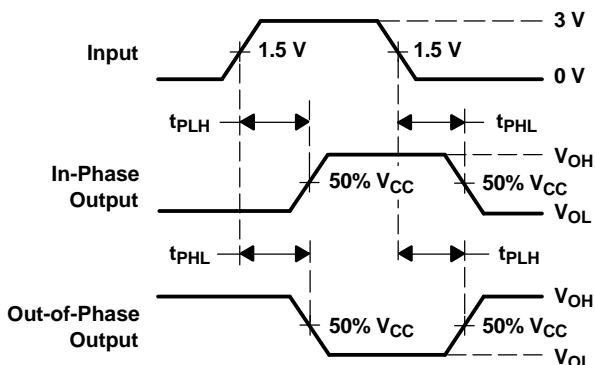 3 V
Input
1.5 V
1.5 V
0 V
tPLH
tPHL
VOH
In-Phase
Output
50% VCC
50% VCC
VOL
tPHL
tPLH
VOH
Out-of-Phase
Output
50% VCC
50% VCC
VOL